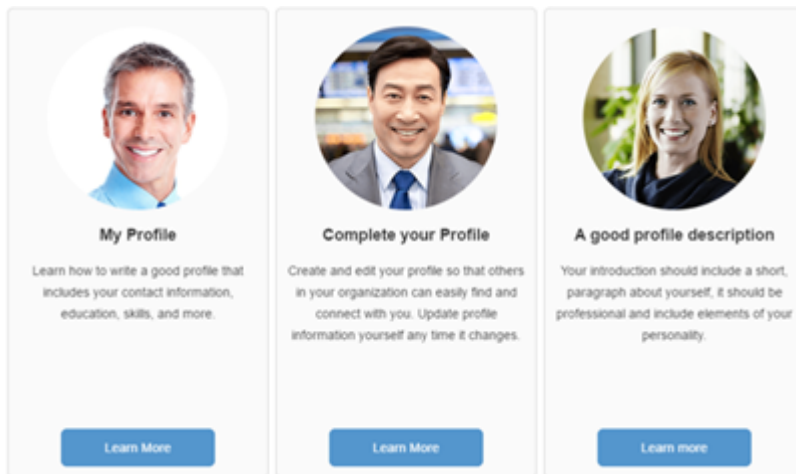 My Profile
Learn how to write a good profile that
includes your contact information,
education, skills, and more.
Learn More
Complete your Profile
Create and edit your profile so that others
in your organization can easily find and
connect with you. Update profile
information yourself any time it changes.
Learn More
A good profile description
Your introduction should include a short,
paragraph about yourself, it should be
professional and include elements of your
personality.
Learn more